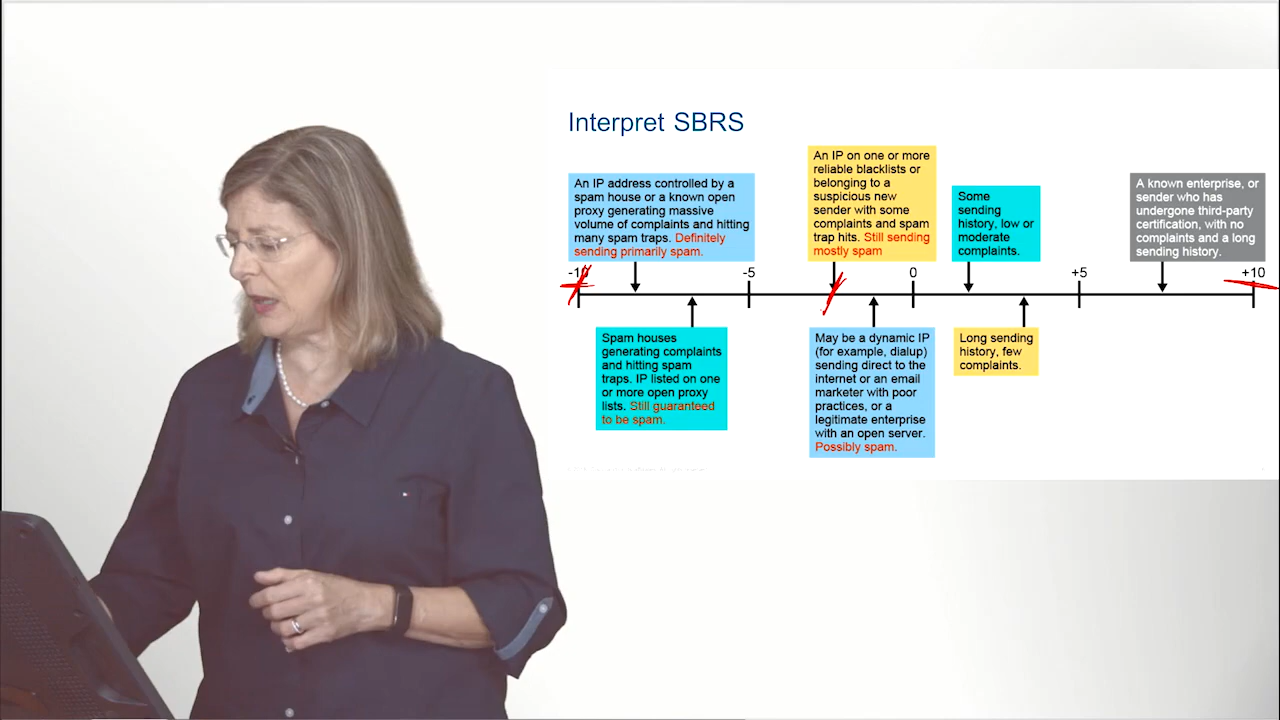 Interpret SBRS
An IP address controlled by a
spam house or a known open
proxy generating massive
volume of complaints and hitting
many spam traps. Definitely
sending primarily spam.
An IP on one or more
reliable blacklists or
belonging to a
suspicious new
sender with some
complaints and spam
trap hits. Still sending
mostly spam
Some
sending
history, low or
moderate
complaints.
A known enterprise, or
sender who has
undergone third-party
certification, with no
complaints and a long
sending history.
-10
-5
0
+5
+10
Spam houses
generating complaints
and hitting spam
traps. IP listed on one
or more open proxy
lists. Still guaranteed
to be spam.
May be a dynamic IP
(for example, dialup)
sending direct to the
internet or an email
marketer with poor
practices, or a
legitimate enterprise
with an open server.
Possibly spam.
Long sending
history, few
complaints.